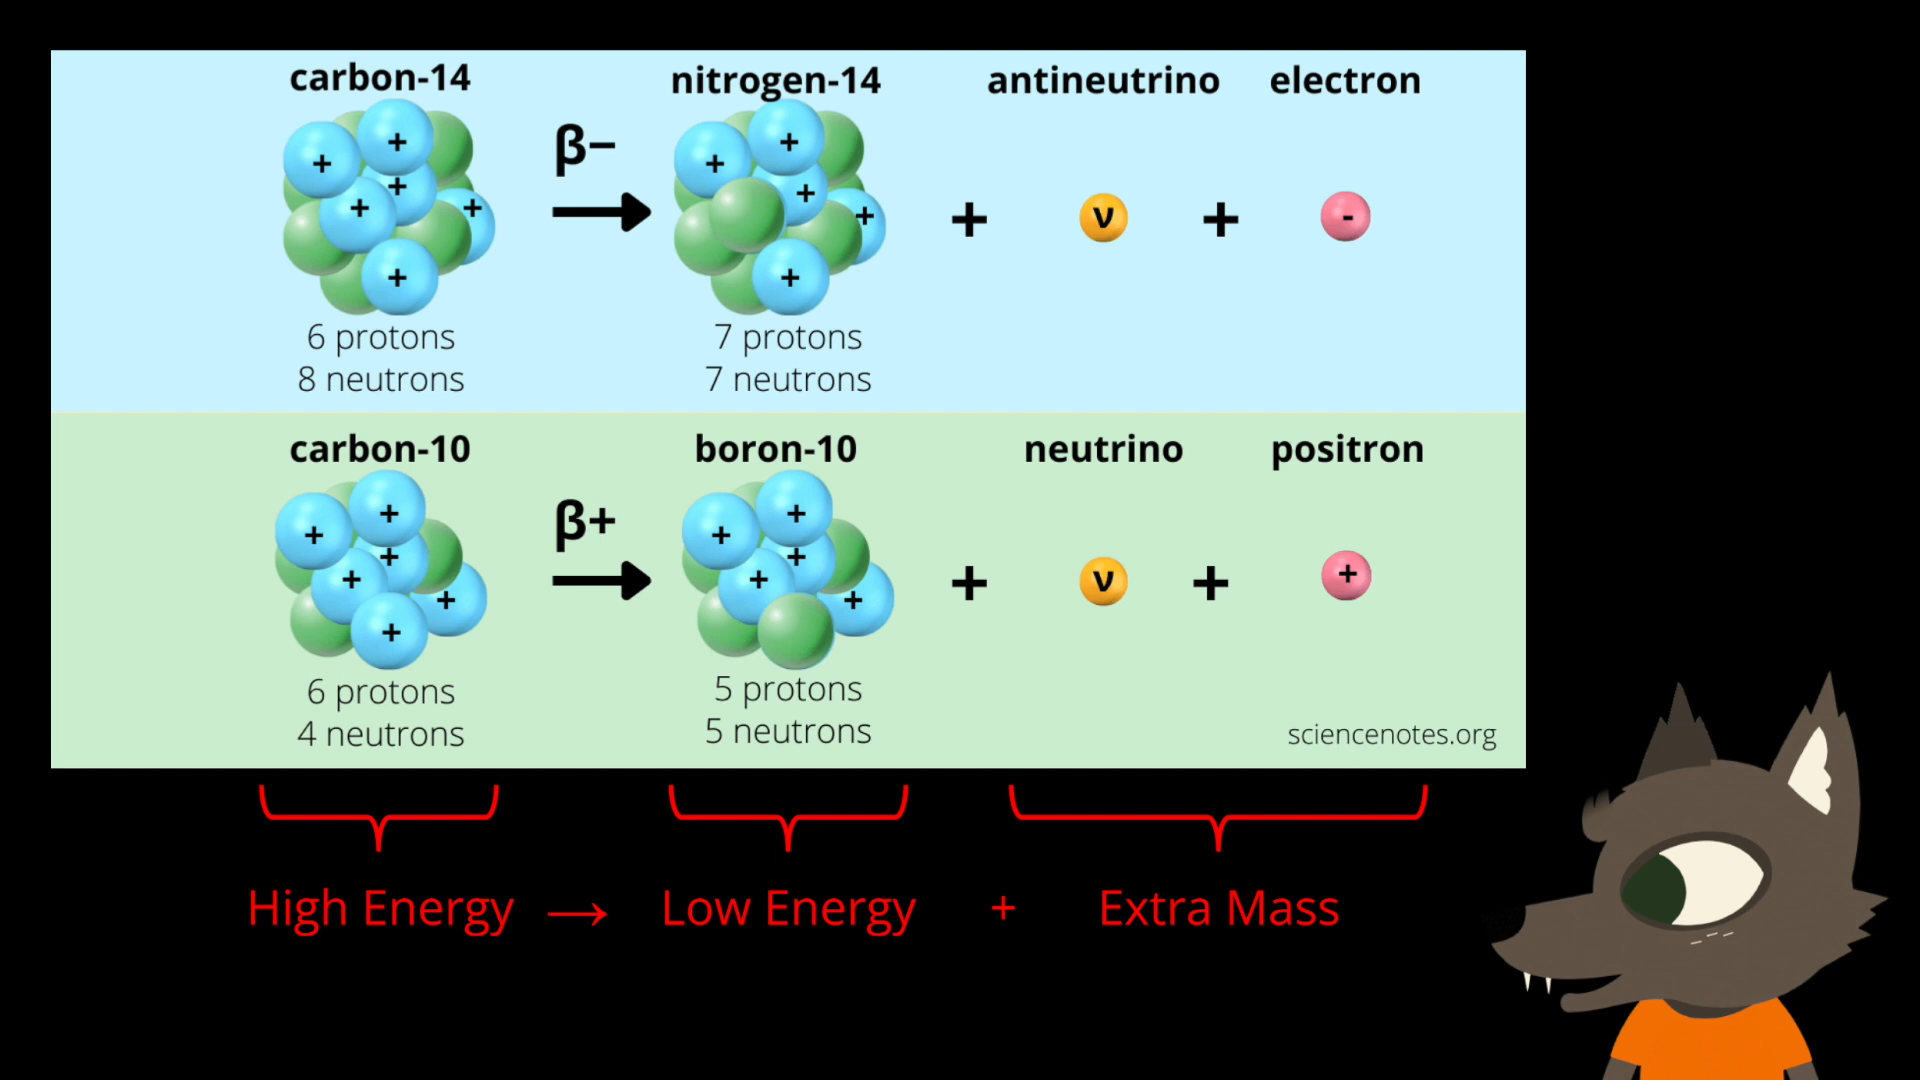 carbon-14 nitrogen-14 antineutrino electron
+ + + + + + β− + + + + + + ν + -
6 protons 7 protons
8 neutrons 7 neutrons
carbon-10 boron-10 neutrino positron
+ + + + + + β+ + + + + + + ν + +
6 protons 5 protons
4 neutrons 5 neutrons
sciencenotes.org
High Energy → Low Energy + Extra Mass